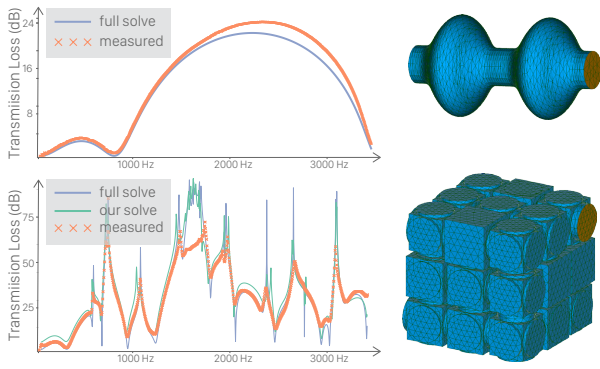 Transmiision Loss (dB)
24
16
8
full solve
measured
1000 Hz
2000 Hz
3000 Hz
Transmiision Loss (dB)
75
50
25
full solve
our solve
measured
1000 Hz
2000 Hz
3000 Hz